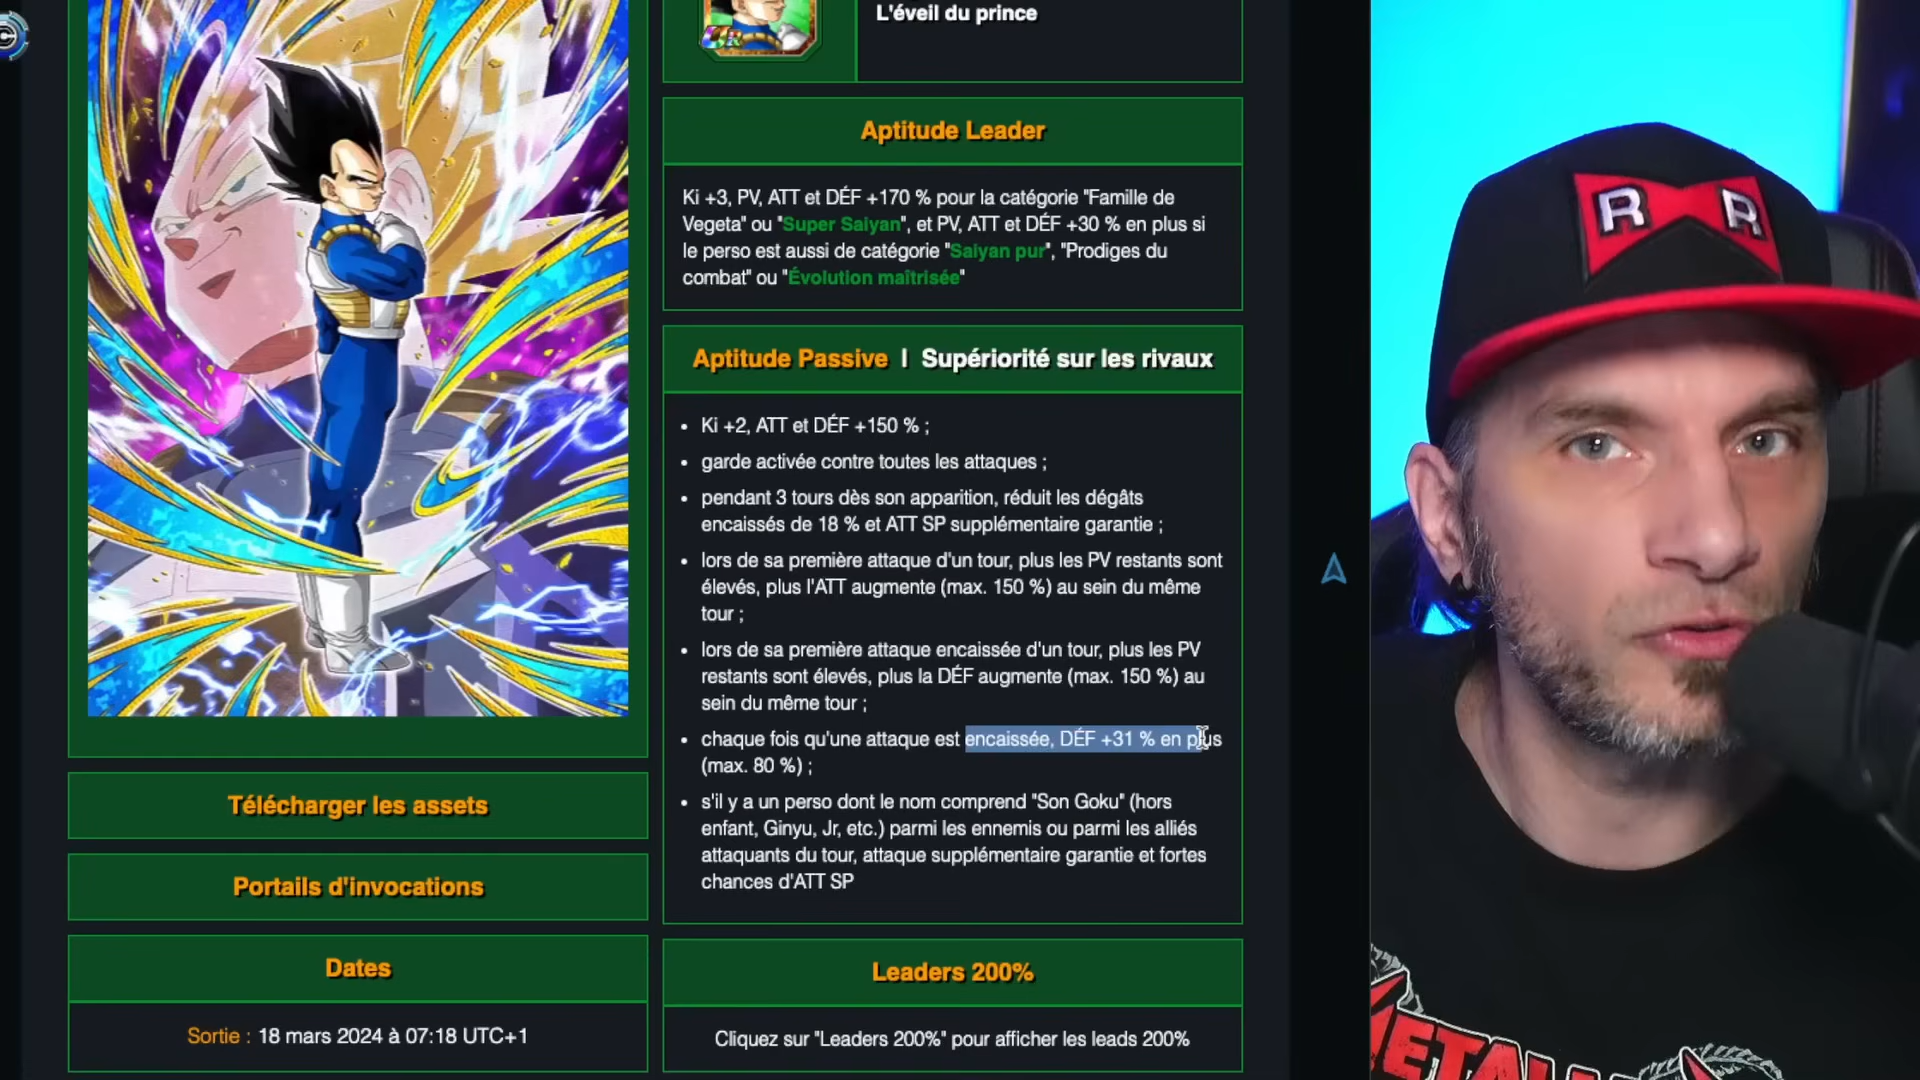 L'éveil du prince
Aptitude Leader
Ki +3, PV, ATT et DÉF +170 % pour la catégorie "Famille de
Vegeta" ou "Super Saiyan", et PV, ATT et DÉF +30 % en plus si
le perso est aussi de catégorie "Saiyan pur", "Prodiges du
combat" ou "Évolution maîtrisée"
Aptitude Passive | Supériorité sur les rivaux
• Ki +2, ATT et DÉF +150 % ;
• garde activée contre toutes les attaques ;
• pendant 3 tours dès son apparition, réduit les dégâts
encaissés de 18 % et ATT SP supplémentaire garantie ;
• lors de sa première attaque d'un tour, plus les PV restants sont
élevés, plus l'ATT augmente (max. 150 %) au sein du même
tour ;
• lors de sa première attaque encaissée d'un tour, plus les PV
restants sont élevés, plus la DÉF augmente (max. 150 %) au
sein du même tour ;
• chaque fois qu'une attaque est encaissée, DÉF +31 % en plus
(max. 80 %) ;
• s'il y a un perso dont le nom comprend "Son Goku" (hors
enfant, Ginyu, Jr, etc.) parmi les ennemis ou parmi les alliés
attaquants du tour, attaque supplémentaire garantie et fortes
chances d'ATT SP
Télécharger les assets
Portails d'invocations
Dates
Sortie : 18 mars 2024 à 07:18 UTC+1
Leaders 200%
Cliquez sur "Leaders 200%" pour afficher les leads 200%
R R
METALL